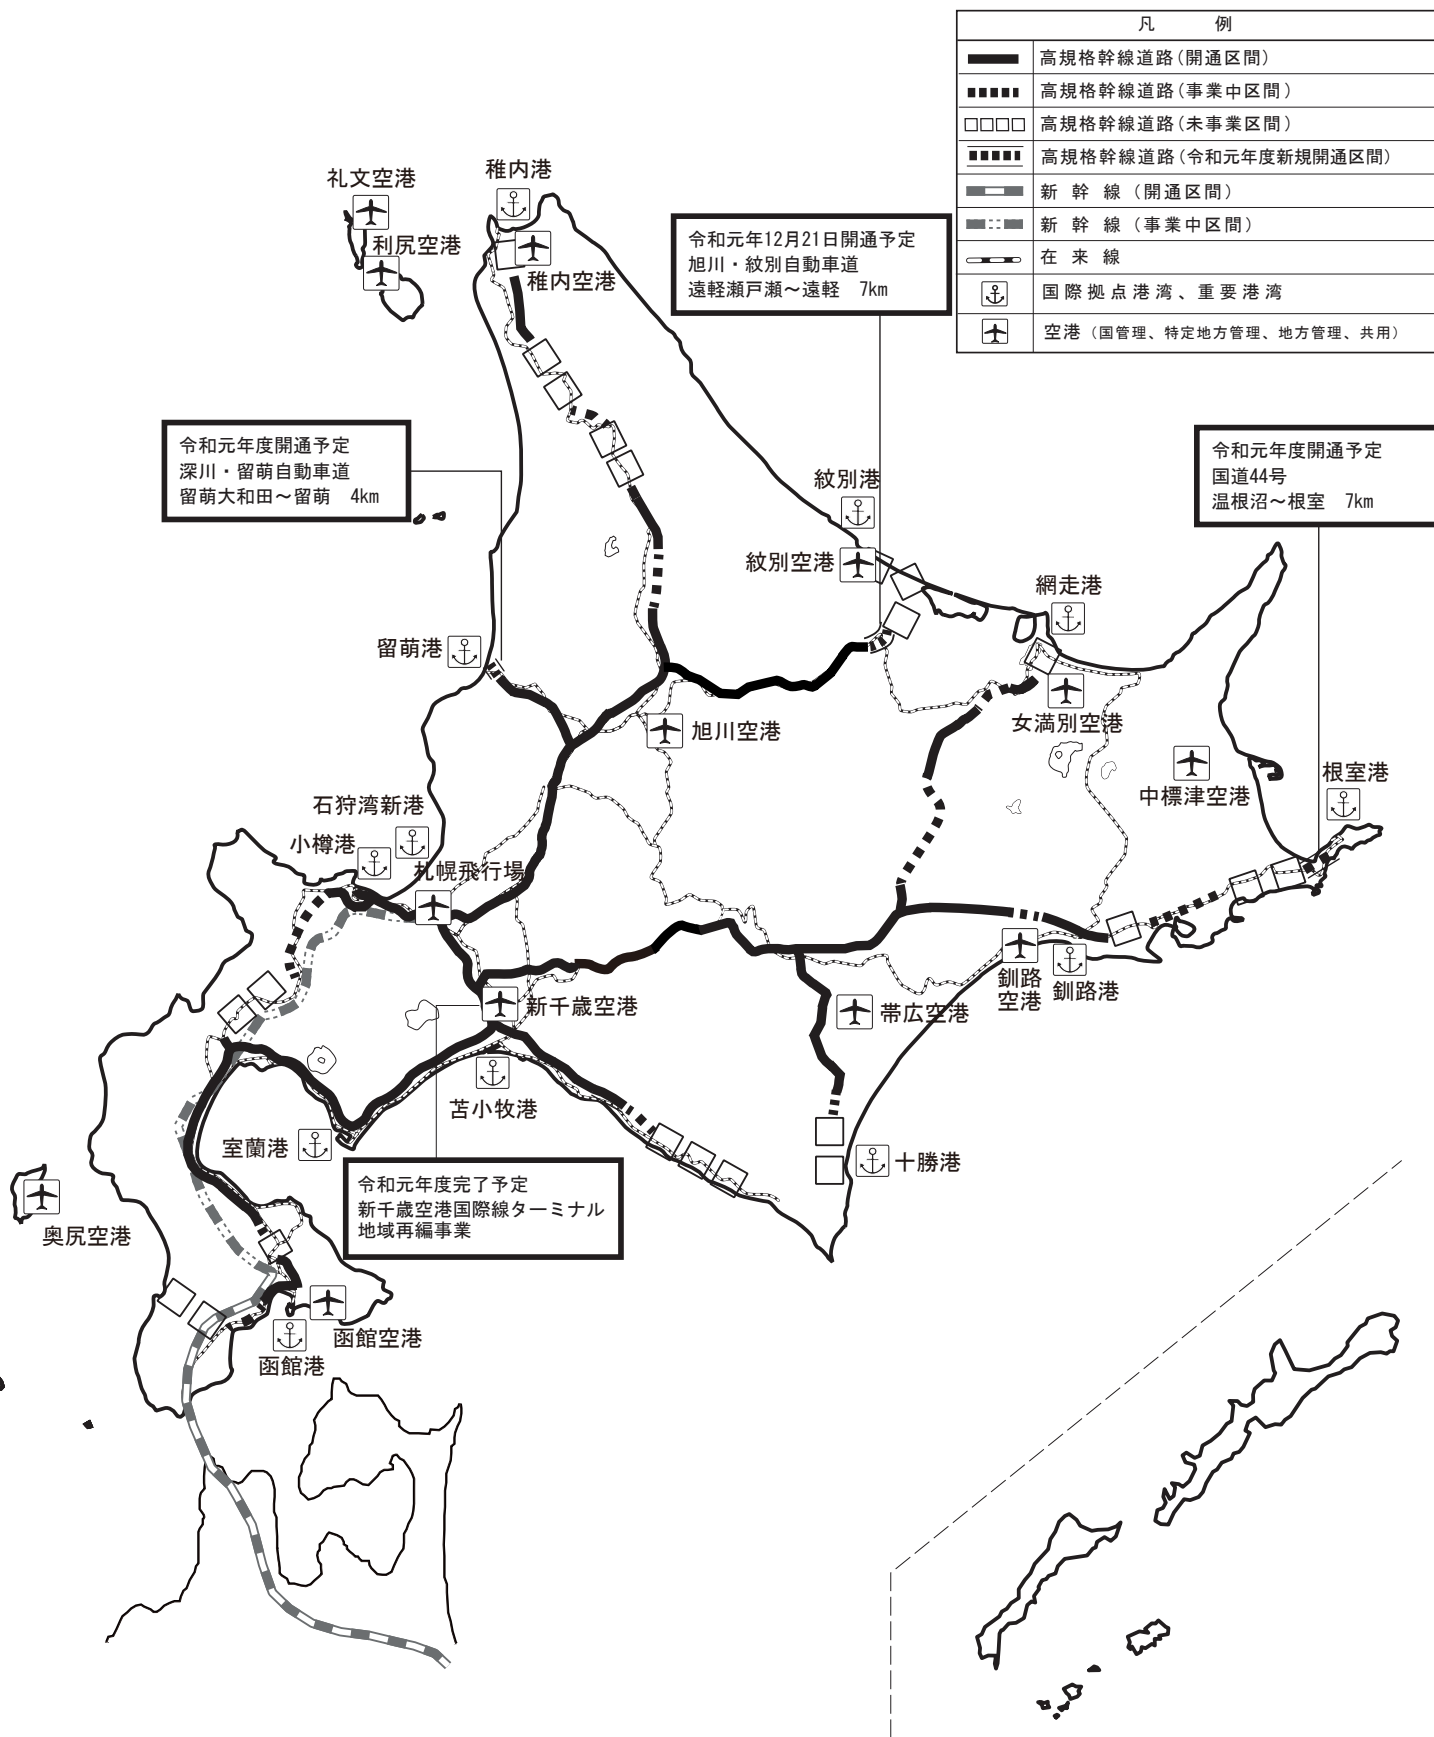 凡例
高規格幹線道路(開通区間)
高規格幹線道路(事業中区間)
高規格幹線道路(未事業区間)
高規格幹線道路(令和元年度新規開通区間)
新幹線(開通区間)
新幹線(事業中区間)
在来線
国際拠点港湾、重要港湾
空港(国管理、特定地方管理、地方管理、共用)
稚内港
礼文空港
利尻空港
稚内空港
令和元年12月21日開通予定
旭川・紋別自動車道
遠軽瀬戸瀬～遠軽 7km
令和元年度開通予定
深川・留萌自動車道
留萌大和田～留萌 4km
令和元年度開通予定
国道44号
温根沼～根室 7km
紋別港
紋別空港
網走港
留萌港
女満別空港
旭川空港
中標津空港
根室港
石狩湾新港
小樽港
札幌飛行場
釧路
空港
釧路港
新千歳空港
帯広空港
苫小牧港
室蘭港
十勝港
令和元年度完了予定
新千歳空港国際線ターミナル
地域再編事業
奥尻空港
函館空港
函館港